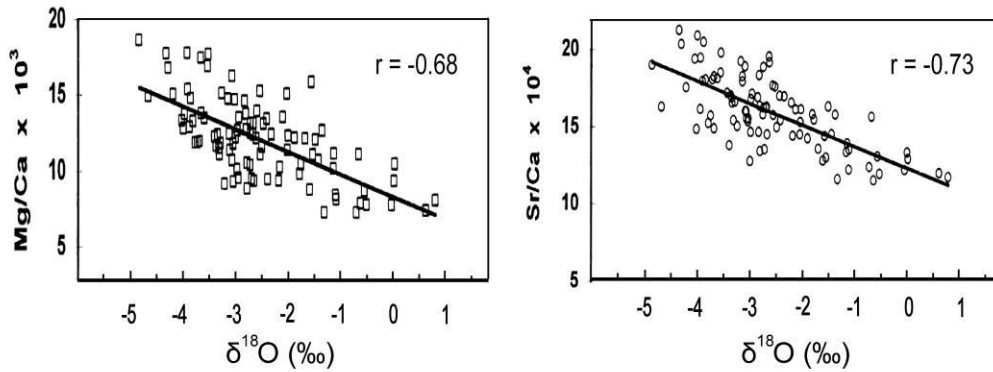 Mg/Ca x 10³
20
15
10
5
r = -0.68
-5 -4 -3 -2 -1 0 1
δ¹⁸O (‰)
Sr/Ca x 10⁴
20
15
10
5
r = -0.73
-5 -4 -3 -2 -1 0 1
δ¹⁸O (‰)